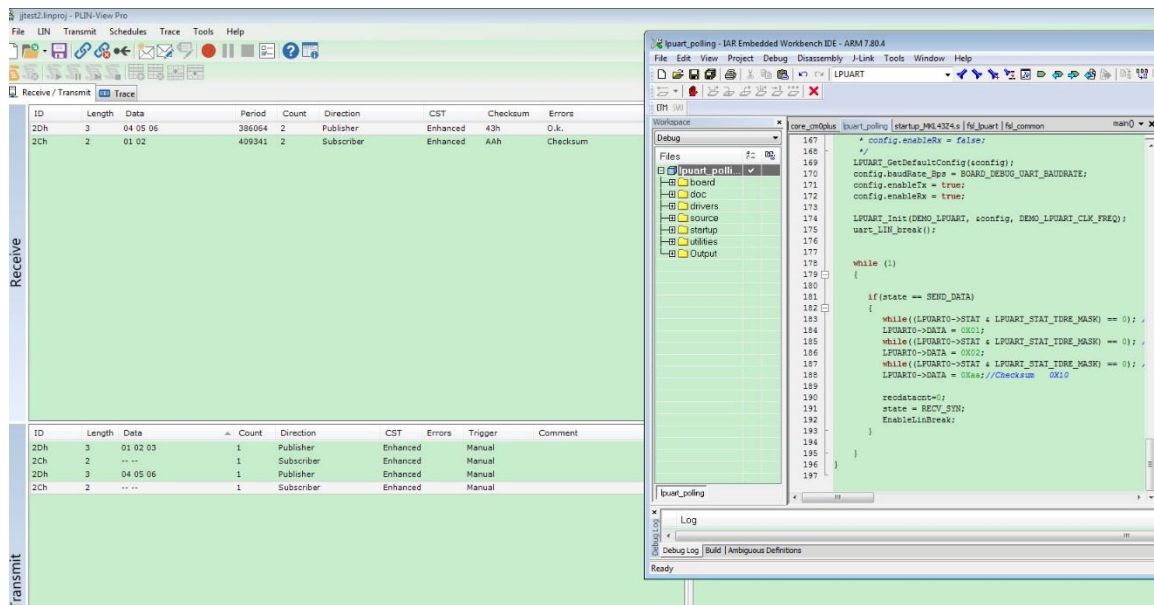 jjtest2.linproj - PLIN-View Pro
File LIN Transmit Schedules Trace Tools Help
Receive / Transmit Trace
Receive
ID Length Data Period Count Direction CST Checksum Errors
2Dh 3 04 05 06 386064 2 Publisher Enhanced 43h O.k.
2Ch 2 01 02 409341 2 Subscriber Enhanced AAh Checksum
Transmit
ID Length Data Count Direction CST Errors Trigger Comment
2Dh 3 01 02 03 1 Publisher Enhanced Manual
2Ch 2 -- -- 1 Subscriber Enhanced Manual
2Dh 3 04 05 06 1 Publisher Enhanced Manual
2Ch 2 -- -- 1 Subscriber Enhanced Manual
lpuart_polling - IAR Embedded Workbench IDE - ARM 7.80.4
File Edit View Project Debug Disassembly J-Link Tools Window Help
LPUART
ETM SWO
Workspace
Debug
Files
lpuart_polli...
board
doc
drivers
source
startup
utilities
Output
lpuart_polling
core_cm0plus lpuart_polling startup_MKL43Z4.s fsl_lpuart fsl_common main()
167 * config.enableRx = false;
168 */
169 LPUART_GetDefaultConfig(&config);
170 config.baudRate_Bps = BOARD_DEBUG_UART_BAUDRATE;
171 config.enableTx = true;
172 config.enableRx = true;
173
174 LPUART_Init(DEMO_LPUART, &config, DEMO_LPUART_CLK_FREQ);
175 uart_LIN_break();
176
177
178 while (1)
179 {
180
181 if(state == SEND_DATA)
182 {
183 while((LPUART0->STAT & LPUART_STAT_TDRE_MASK) == 0); /
184 LPUART0->DATA = 0X01;
185 while((LPUART0->STAT & LPUART_STAT_TDRE_MASK) == 0); /
186 LPUART0->DATA = 0X02;
187 while((LPUART0->STAT & LPUART_STAT_TDRE_MASK) == 0); /
188 LPUART0->DATA = 0Xaa;//Checksum 0X10
189
190 recdatacnt=0;
191 state = RECV_SYN;
192 EnableLinBreak;
193 }
194
195 }
196 }
197
Debug Log
Log
Debug Log Build Ambiguous Definitions
Ready